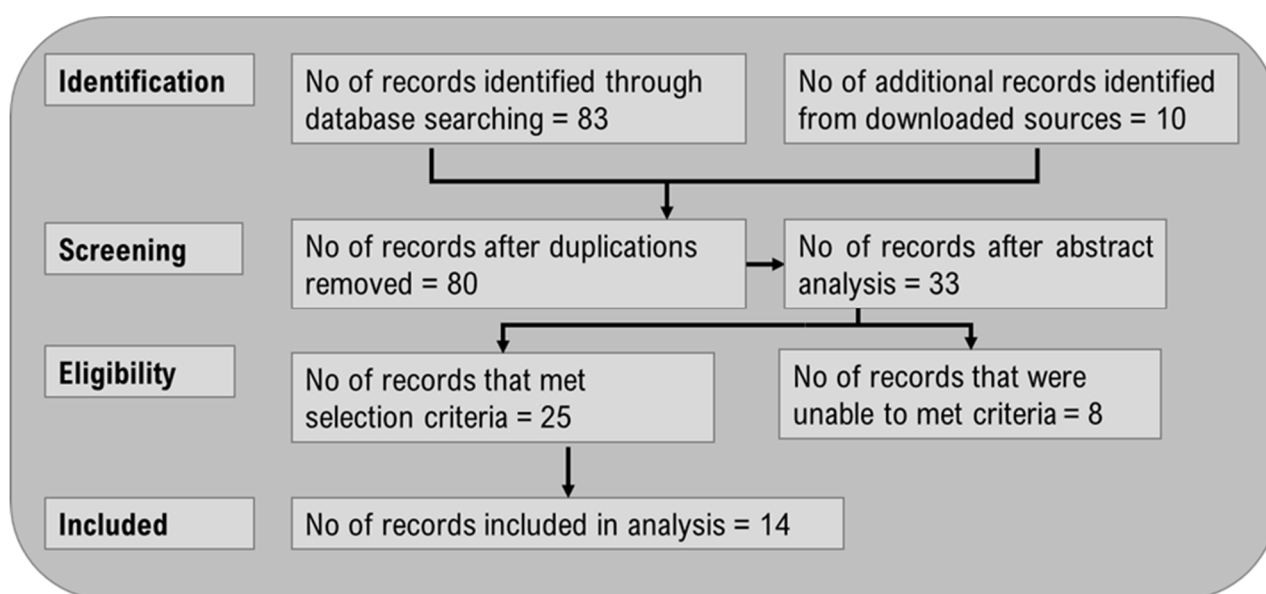 Identification
No of records identified through
database searching = 83
No of additional records identified
from downloaded sources = 10
Screening
No of records after duplications
removed = 80
No of records after abstract
analysis = 33
Eligibility
No of records that met
selection criteria = 25
No of records that were
unable to met criteria = 8
Included
No of records included in analysis = 14